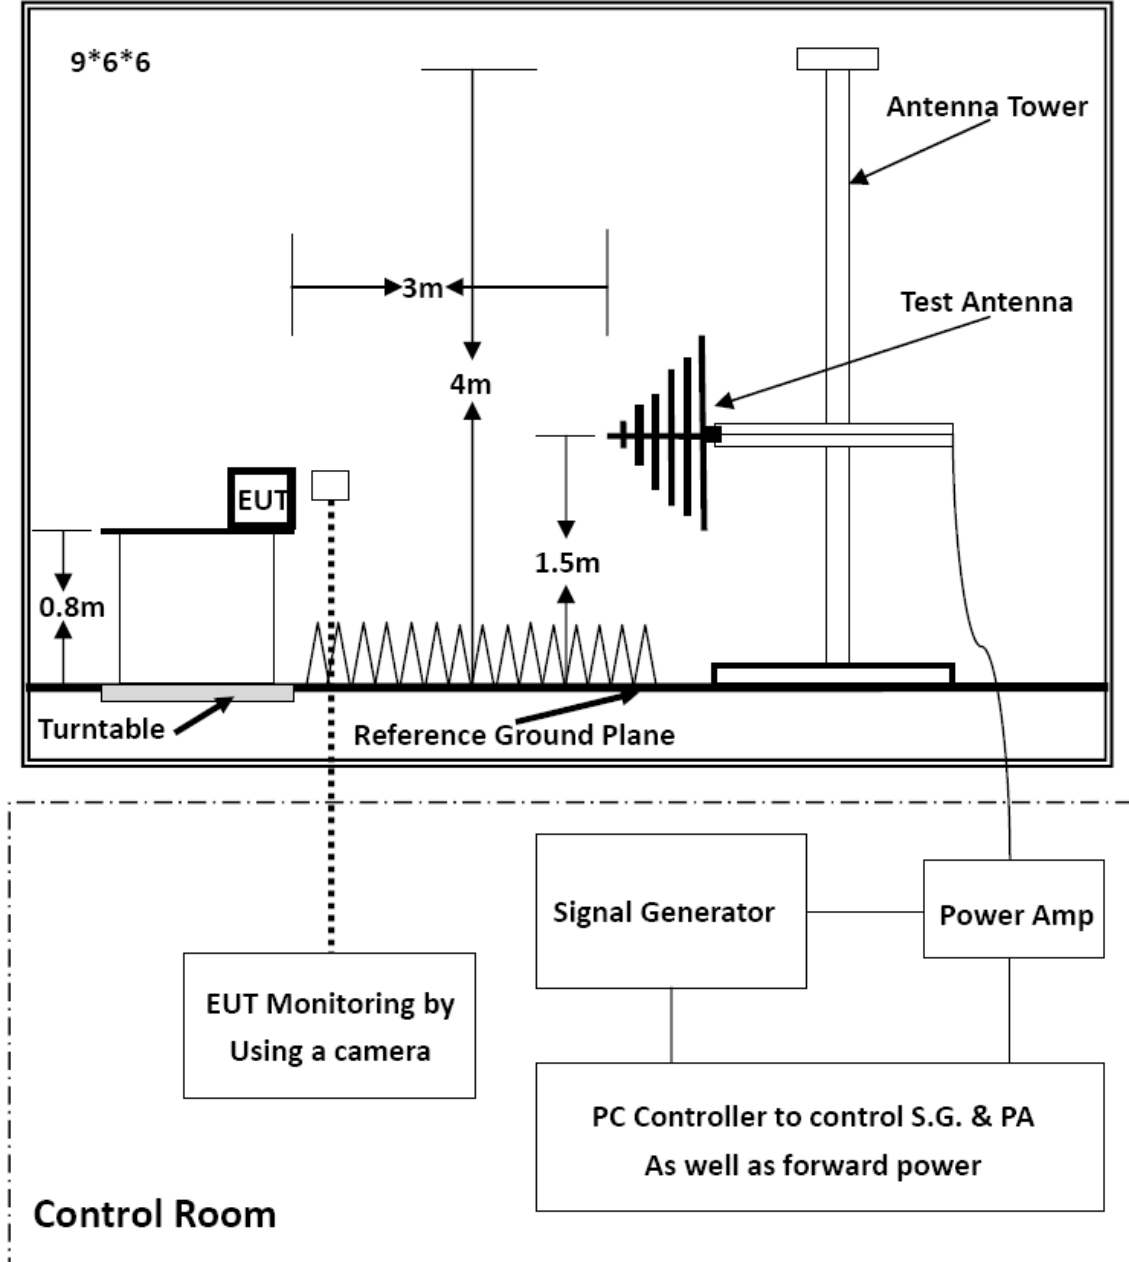 9*6*6
Antenna Tower
3m
Test Antenna
4m
EUT
1.5m
0.8m
Turntable
Reference Ground Plane
Signal Generator
Power Amp
EUT Monitoring by
Using a camera
PC Controller to control S.G. & PA
As well as forward power
Control Room